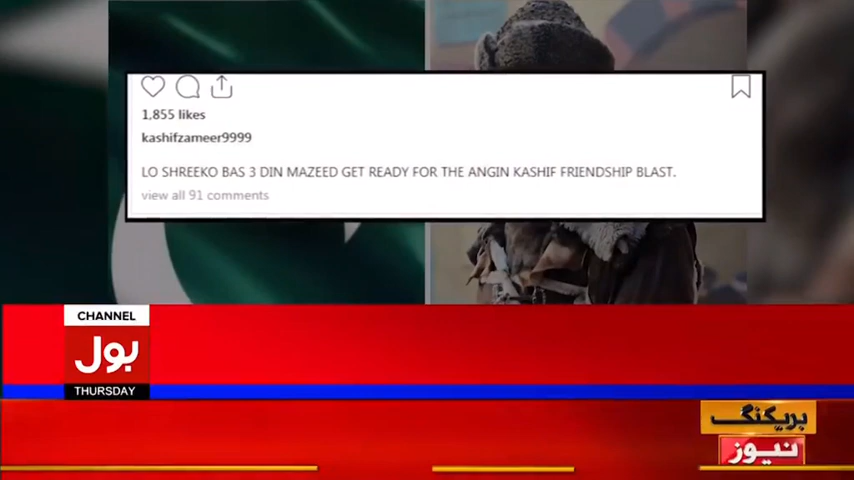 1,855 likes
kashifzameer9999
LO SHREEKO BAS 3 DIN MAZEED GET READY FOR THE ANGIN KASHIF FRIENDSHIP BLAST.
view all 91 comments
CHANNEL
بول
THURSDAY
بریکنگ
نیوز